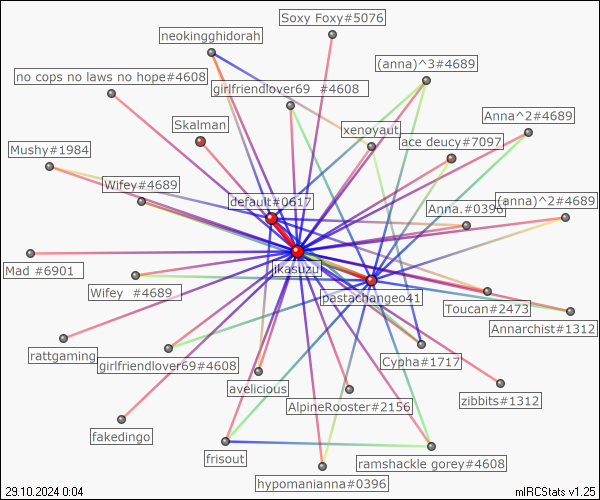 Soxy Foxy#5076
neokingghidorah
(anna)^3#4689
no cops no laws no hope#4608
girlfriendlover69 #4608
Anna^2#4689
Skalman
xenoyaut
ace deucy#7097
Mushy#1984
Wifey#4689
default#0617
(anna)^2#4689
Anna.#0396
Mad #6901
jkasuzu
Wifey #4689
pastachangeo41
Toucan#2473
Annarchist#1312
rattgaming
girlfriendlover69#4608
Cypha#1717
avelicious
AlpineRooster#2156
zibbits#1312
fakedingo
frisout
ramshackle gorey#4608
hypomanianna#0396
29.10.2024 0:04
mIRCStats v1.25